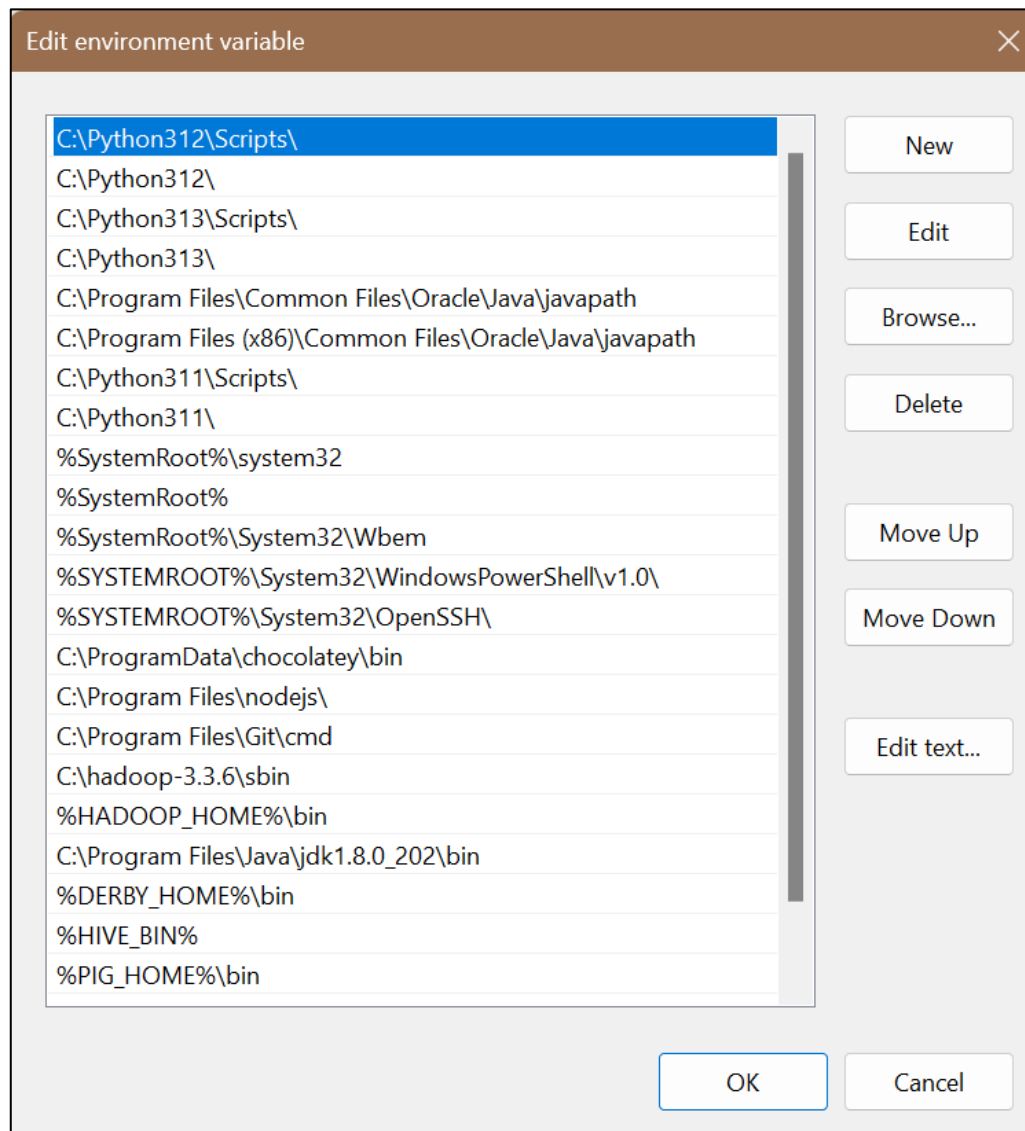 Edit environment variable
C:\Python312\Scripts\
C:\Python312\
C:\Python313\Scripts\
C:\Python313\
C:\Program Files\Common Files\Oracle\Java\javapath
C:\Program Files (x86)\Common Files\Oracle\Java\javapath
C:\Python311\Scripts\
C:\Python311\
%SystemRoot%\system32
%SystemRoot%
%SystemRoot%\System32\Wbem
%SYSTEMROOT%\System32\WindowsPowerShell\v1.0\
%SYSTEMROOT%\System32\OpenSSH\
C:\ProgramData\chocolatey\bin
C:\Program Files\nodejs\
C:\Program Files\Git\cmd
C:\hadoop-3.3.6\sbin
%HADOOP_HOME%\bin
C:\Program Files\Java\jdk1.8.0_202\bin
%DERBY_HOME%\bin
%HIVE_BIN%
%PIG_HOME%\bin
New
Edit
Browse...
Delete
Move Up
Move Down
Edit text...
OK
Cancel